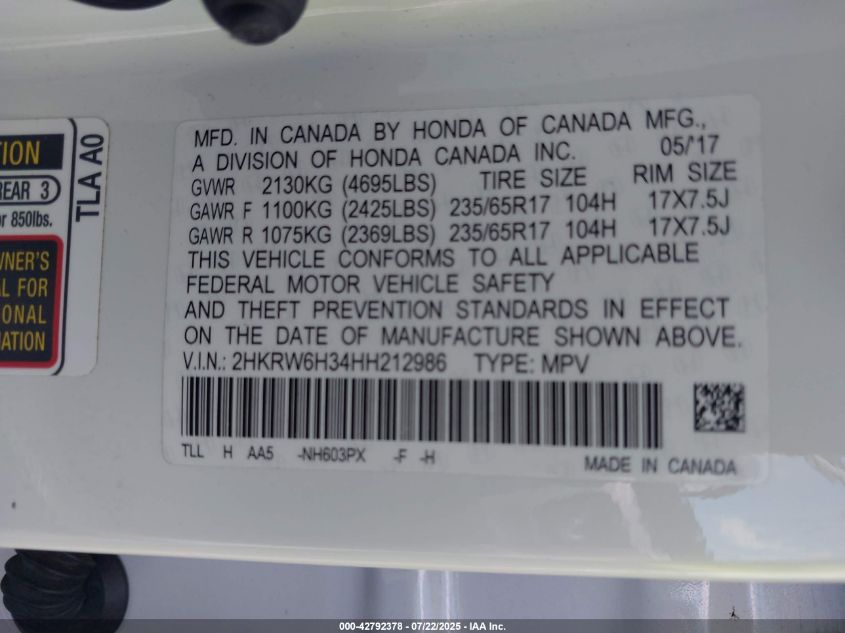 TION
REAR 3
or 850lbs.
WNER'S
AL FOR
IONAL
MATION
TLA A0
MFD. IN CANADA BY HONDA OF CANADA MFG.,
A DIVISION OF HONDA CANADA INC. 05/'17
GVWR 2130KG (4695LBS) TIRE SIZE RIM SIZE
GAWR F 1100KG (2425LBS) 235/65R17 104H 17X7.5J
GAWR R 1075KG (2369LBS) 235/65R17 104H 17X7.5J
THIS VEHICLE CONFORMS TO ALL APPLICABLE
FEDERAL MOTOR VEHICLE SAFETY
AND THEFT PREVENTION STANDARDS IN EFFECT
ON THE DATE OF MANUFACTURE SHOWN ABOVE.
V.I.N.: 2HKRW6H34HH212986 TYPE: MPV
TLL H AA5 -NH603PX -F -H
MADE IN CANADA
000-42792378 - 07/22/2025 - IAA Inc.